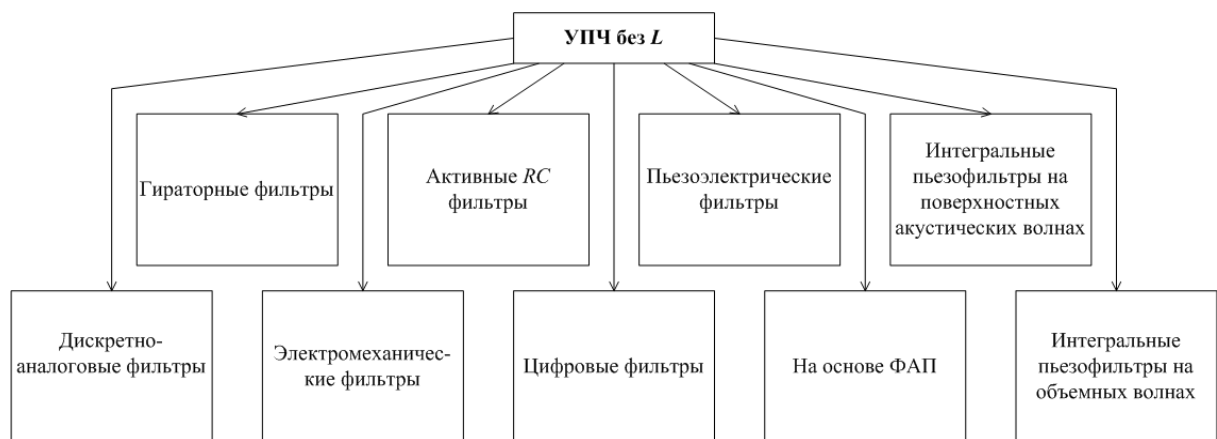 УПЧ без L
Гираторные фильтры
Активные RC
фильтры
Пьезоэлектрические
фильтры
Интегральные
пьезофильтры на
поверхностных
акустических волнах
Дискретно-
аналоговые фильтры
Электромеханичес-
кие фильтры
Цифровые фильтры
На основе ФАП
Интегральные
пьезофильтры на
объемных волнах